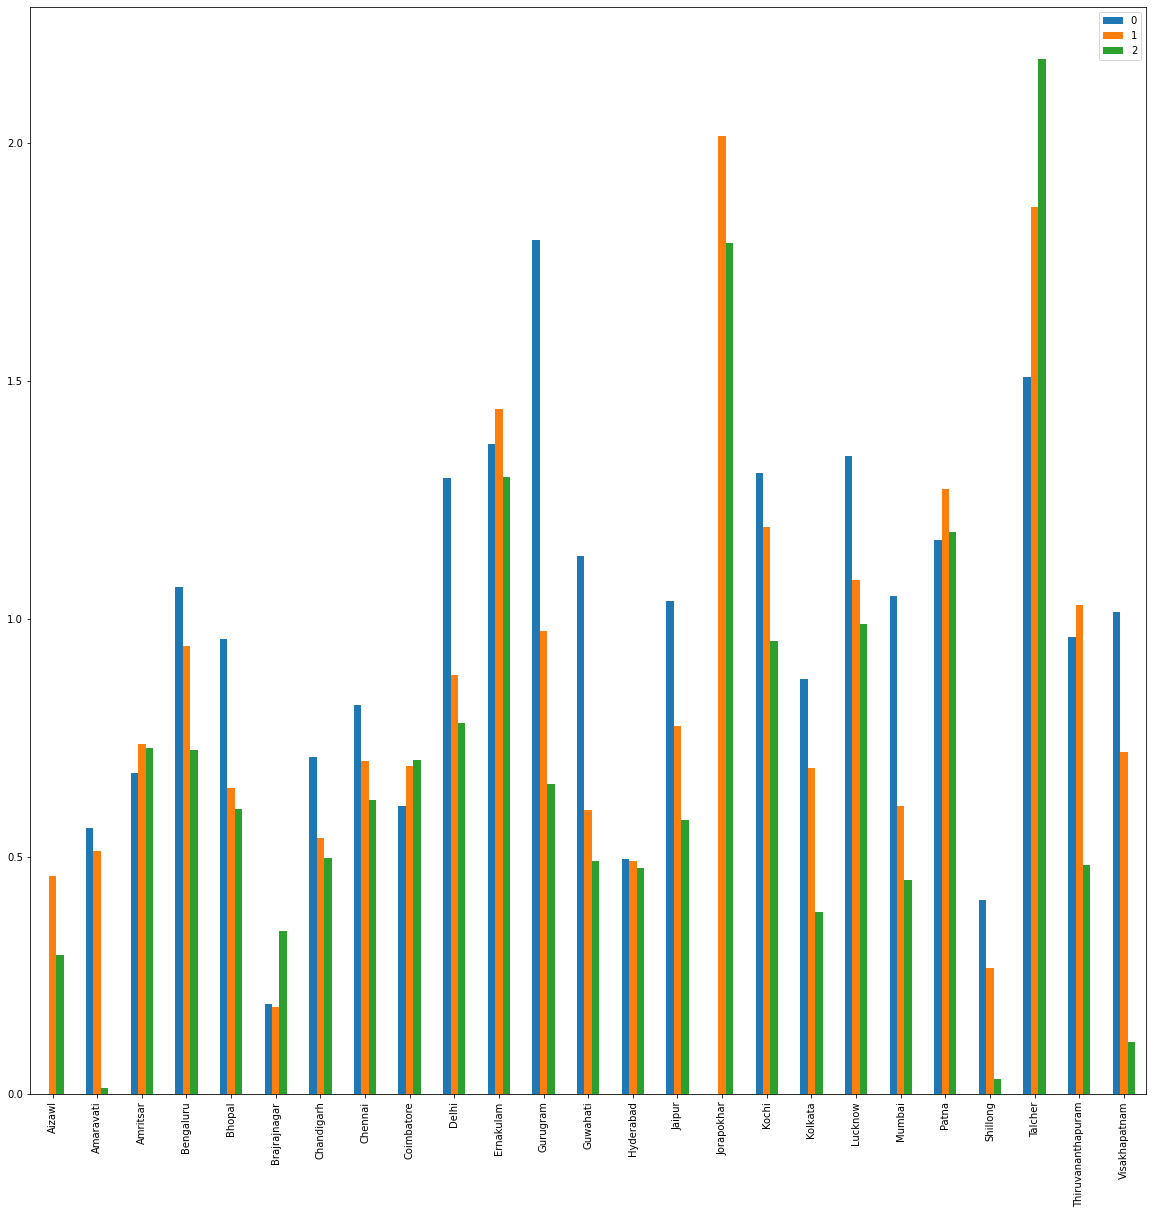 0
1
2
2.0
1.5
1.0
0.5
0.0
Aizawl
Amaravati
Amritsar
Bengaluru
Bhopal
Brajrajnagar
Chandigarh
Chennai
Coimbatore
Delhi
Ernakulam
Gurugram
Guwahati
Hyderabad
Jaipur
Jorapokhar
Kochi
Kolkata
Lucknow
Mumbai
Patna
Shillong
Talcher
Thiruvananthapuram
Visakhapatnam